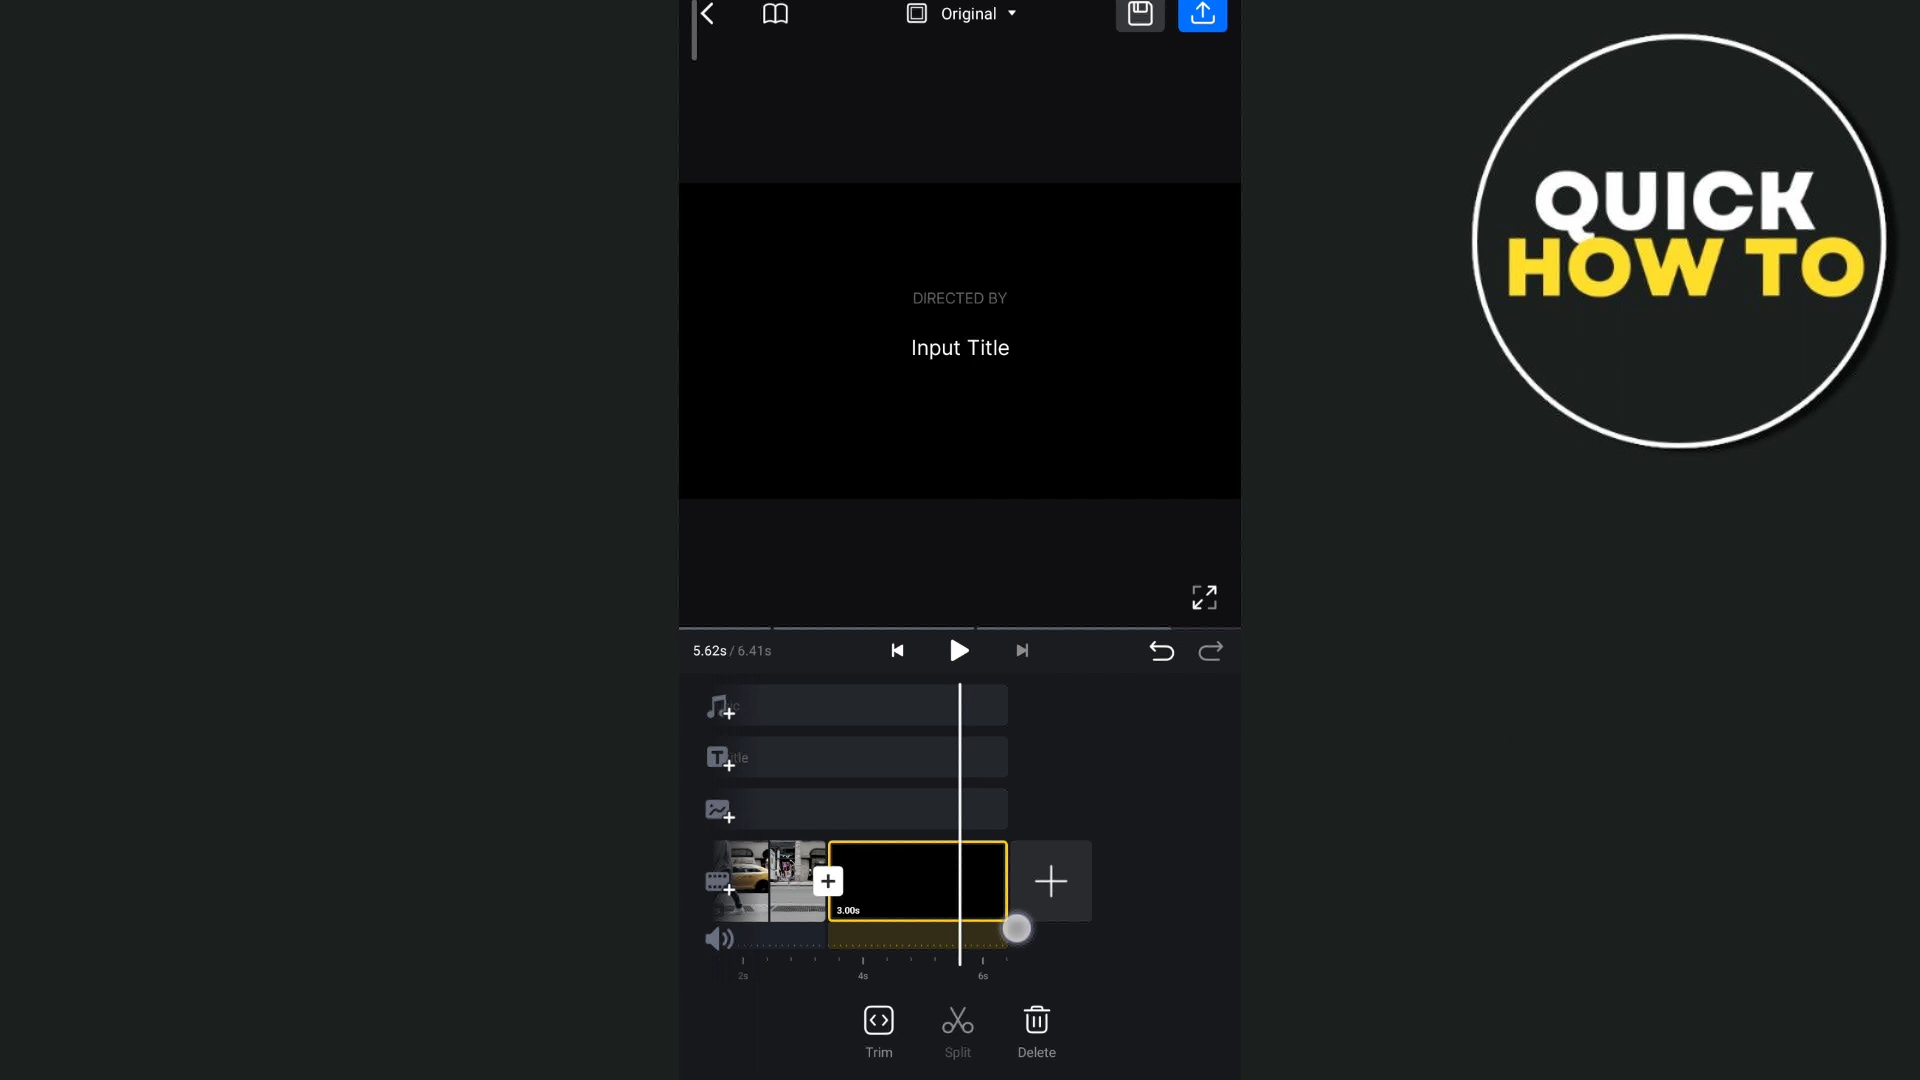 Original
QUICK
HOW TO
DIRECTED BY
Input Title
5.62s / 6.41s
itle
3.00s
2s
4s
6s
Trim
Split
Delete